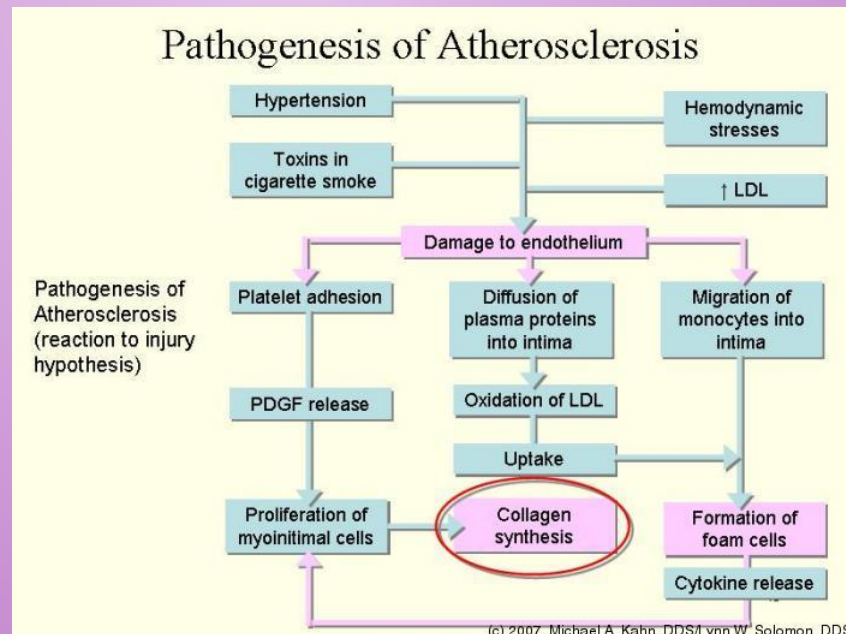 Pathogenesis of Atherosclerosis
Hypertension
Hemodynamic
stresses
Toxins in
cigarette smoke
↑ LDL
Damage to endothelium
Pathogenesis of
Atherosclerosis
(reaction to injury
hypothesis)
Platelet adhesion
Diffusion of
plasma proteins
into intima
Migration of
monocytes into
intima
PDGF release
Oxidation of LDL
Uptake
Proliferation of
myoinitimal cells
Collagen
synthesis
Formation of
foam cells
Cytokine release
(c) 2007, Michael A. Kahn, DDS/Lynn W. Solomon, DDS